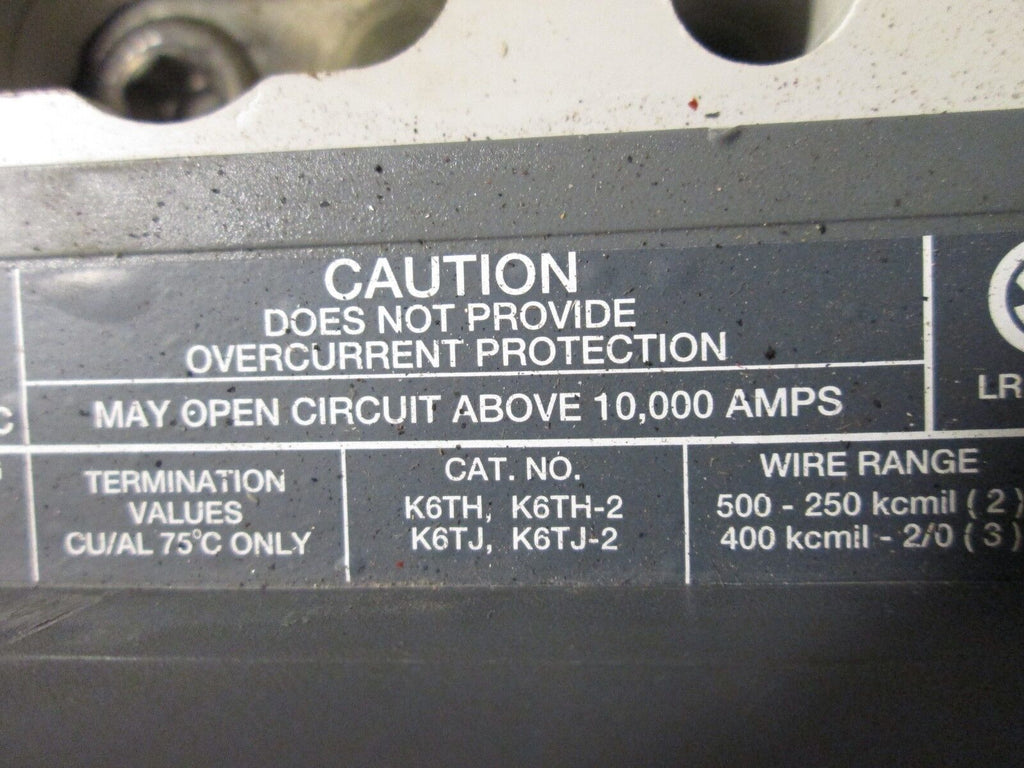 CAUTION
DOES NOT PROVIDE
OVERCURRENT PROTECTION
MAY OPEN CIRCUIT ABOVE 10,000 AMPS
C
LR
TERMINATION
VALUES
CU/AL 75°C ONLY
CAT. NO.
K6TH, K6TH-2
K6TJ, K6TJ-2
WIRE RANGE
500 - 250 kcmil ( 2 )
400 kcmil - 2/0 ( 3 )